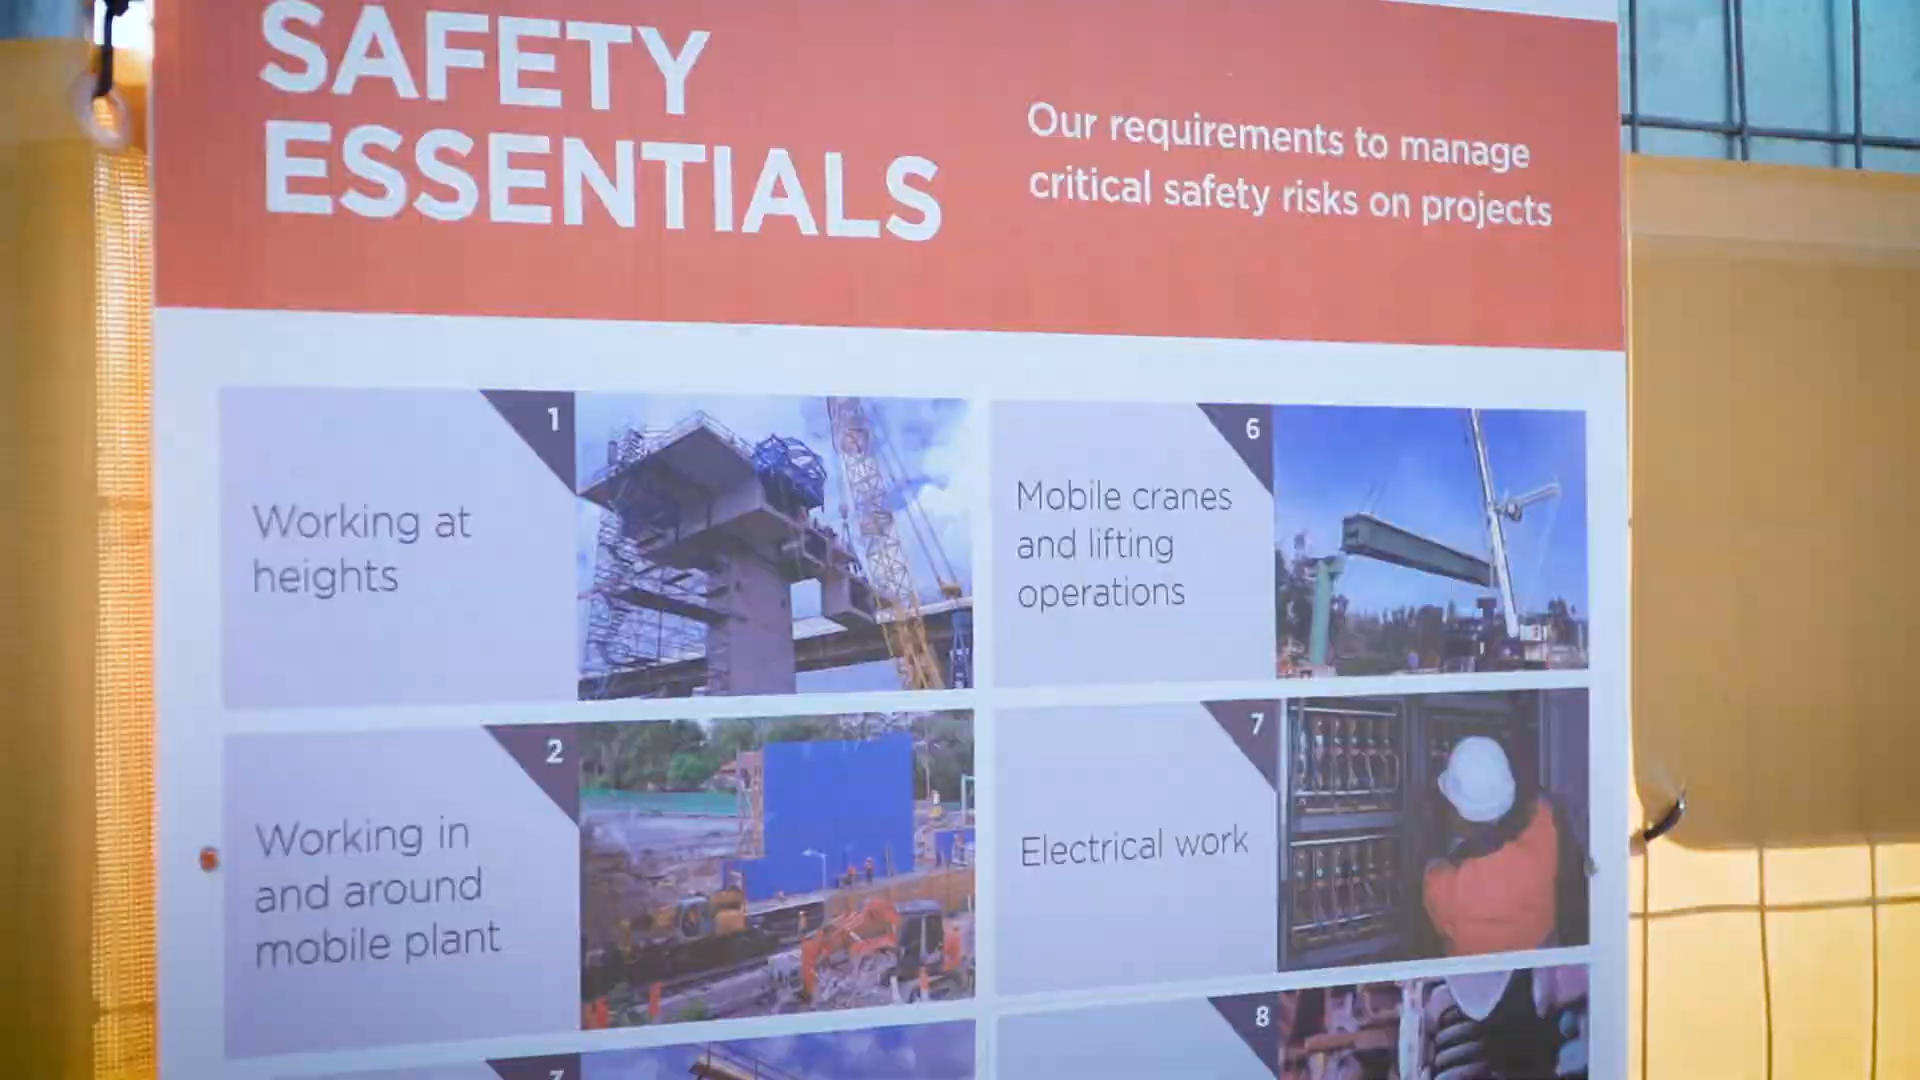 SAFETY
ESSENTIALS
Our requirements to manage
critical safety risks on projects
1
Working at
heights
6
Mobile cranes
and lifting
operations
2
Working in
and around
mobile plant
7
Electrical work
8